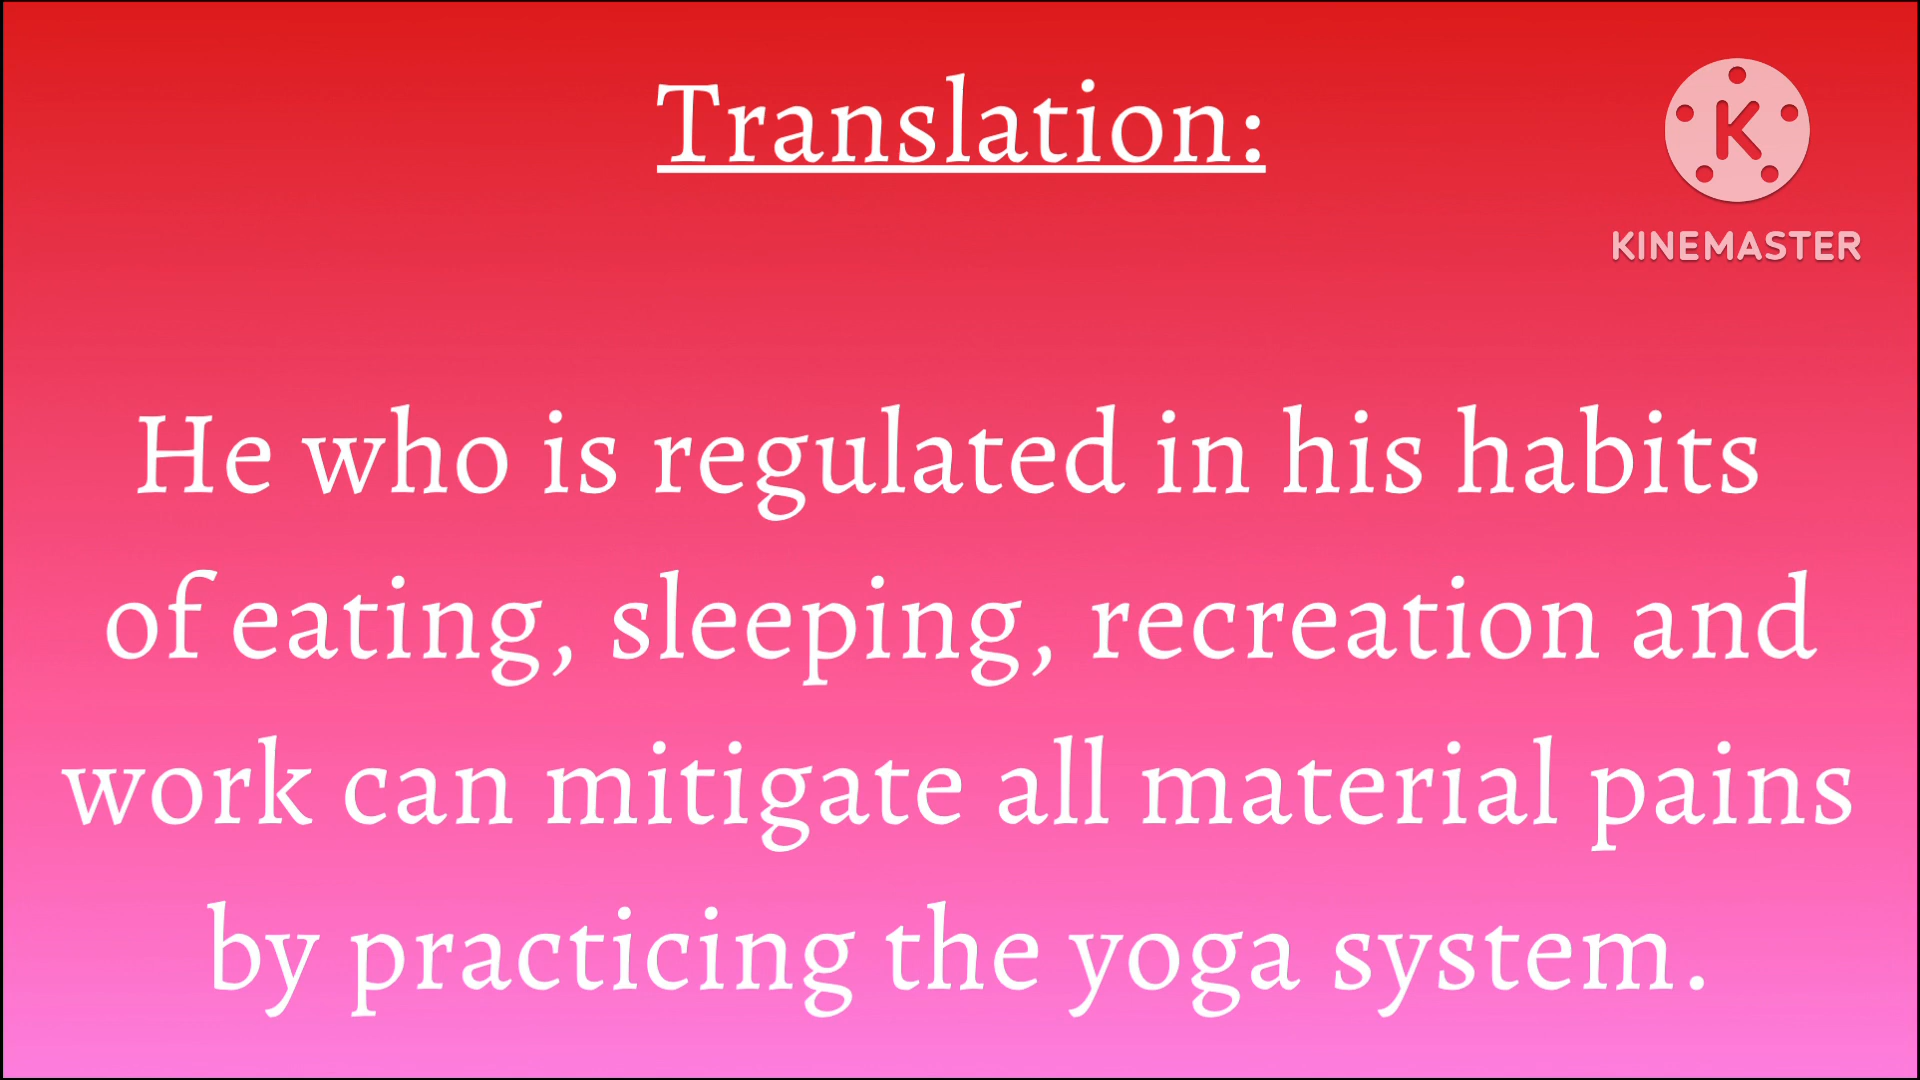 Translation:
K
KINEMASTER
He who is regulated in his habits
of eating, sleeping, recreation and
work can mitigate all material pains
by practicing the yoga system.